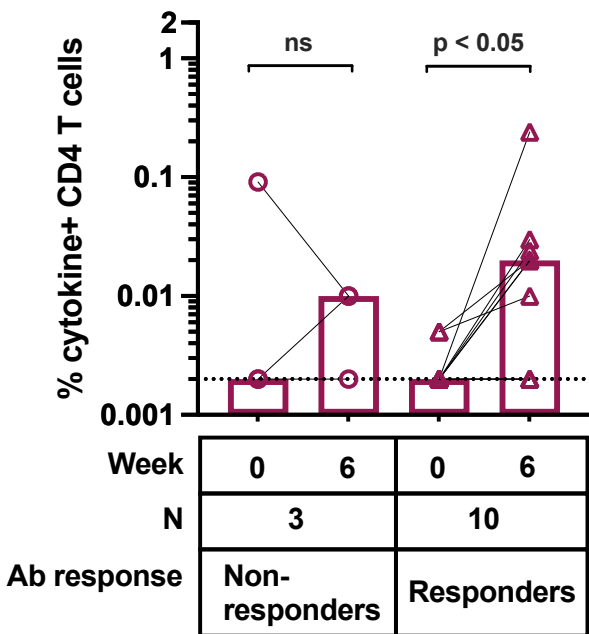 % cytokine+ CD4 T cells
2
1
0.1
0.01
0.001
ns
p < 0.05
Week 0 6 0 6
N 3 10
Ab response Non-responders Responders